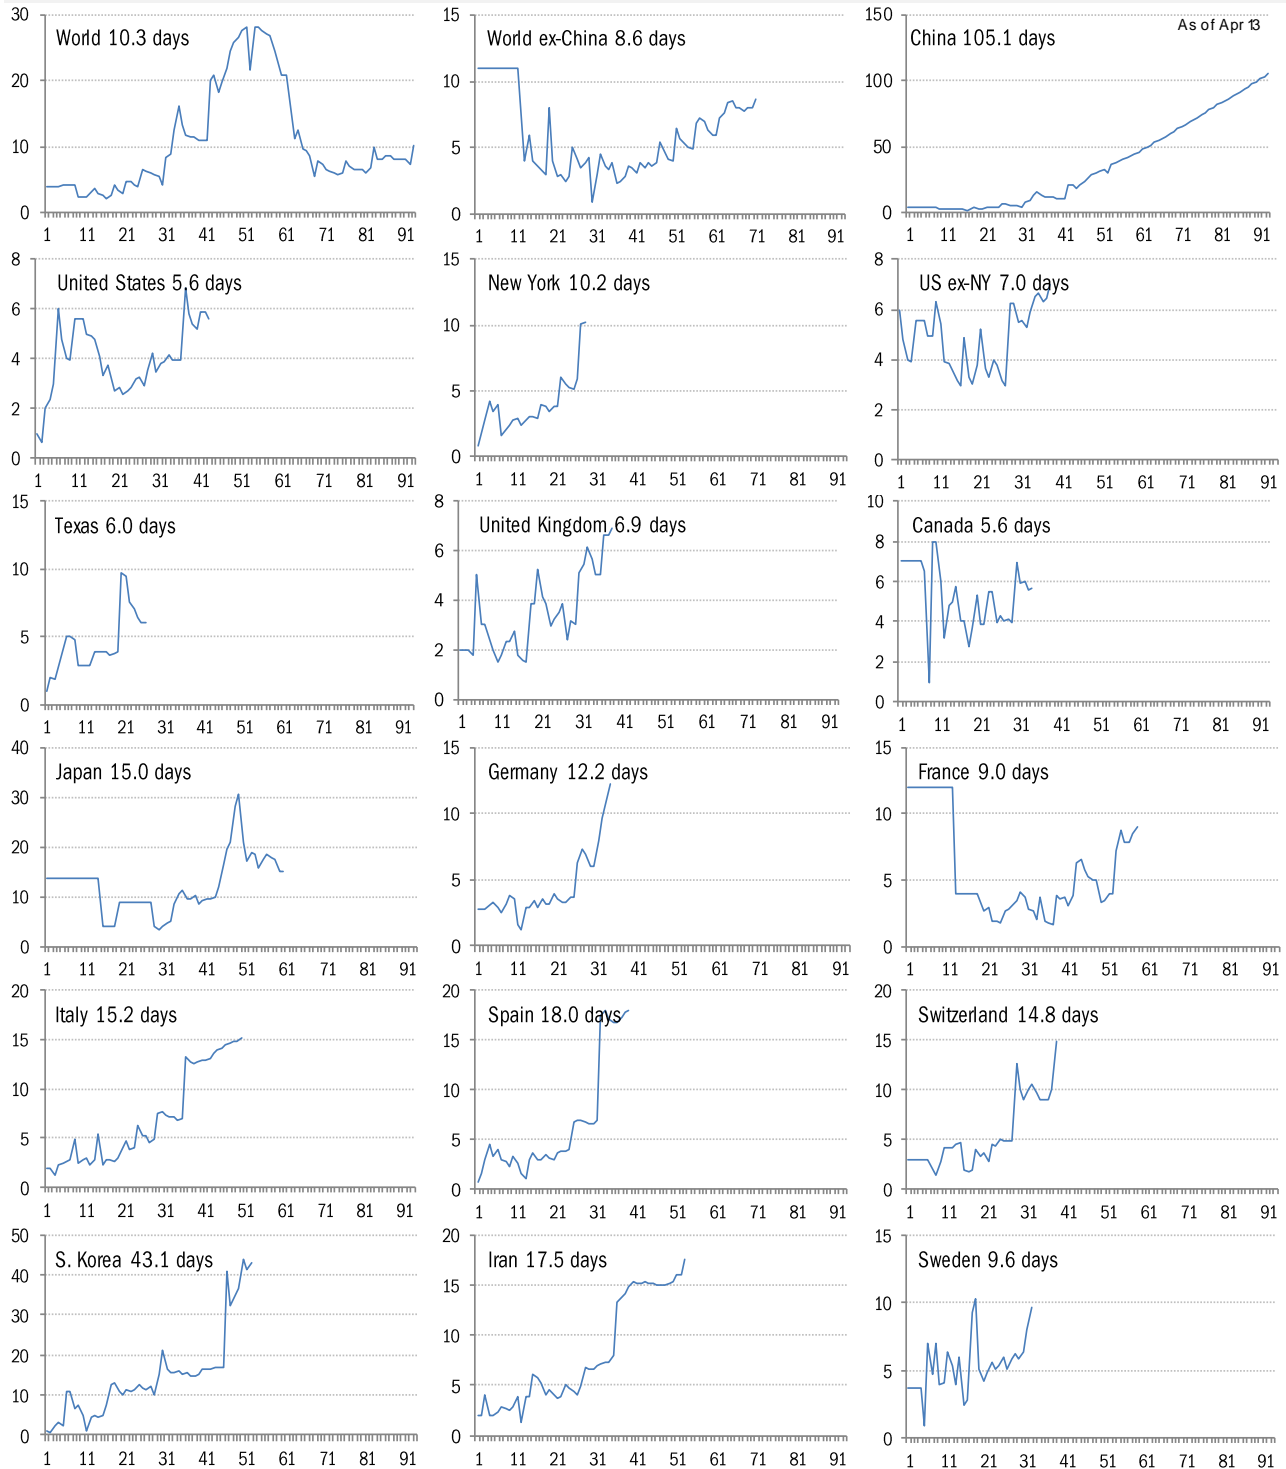 World 10.3 days
30
20
10
0
1 11 21 31 41 51 61 71 81 91
World ex-China 8.6 days
15
10
5
0
1 11 21 31 41 51 61 71 81 91
As of Apr 13
China 105.1 days
150
100
50
0
1 11 21 31 41 51 61 71 81 91
United States 5.6 days
8
6
4
2
0
1 11 21 31 41 51 61 71 81 91
New York 10.2 days
15
10
5
0
1 11 21 31 41 51 61 71 81 91
US ex-NY 7.0 days
8
6
4
2
0
1 11 21 31 41 51 61 71 81 91
Texas 6.0 days
15
10
5
0
1 11 21 31 41 51 61 71 81 91
United Kingdom 6.9 days
8
6
4
2
0
1 11 21 31 41 51 61 71 81 91
Canada 5.6 days
10
8
6
4
2
0
1 11 21 31 41 51 61 71 81 91
Japan 15.0 days
40
30
20
10
0
1 11 21 31 41 51 61 71 81 91
Germany 12.2 days
15
10
5
0
1 11 21 31 41 51 61 71 81 91
France 9.0 days
15
10
5
0
1 11 21 31 41 51 61 71 81 91
Italy 15.2 days
20
15
10
5
0
1 11 21 31 41 51 61 71 81 91
Spain 18.0 days
20
15
10
5
0
1 11 21 31 41 51 61 71 81 91
Switzerland 14.8 days
20
15
10
5
0
1 11 21 31 41 51 61 71 81 91
S. Korea 43.1 days
50
40
30
20
10
0
1 11 21 31 41 51 61 71 81 91
Iran 17.5 days
20
15
10
5
0
1 11 21 31 41 51 61 71 81 91
Sweden 9.6 days
15
10
5
0
1 11 21 31 41 51 61 71 81 91